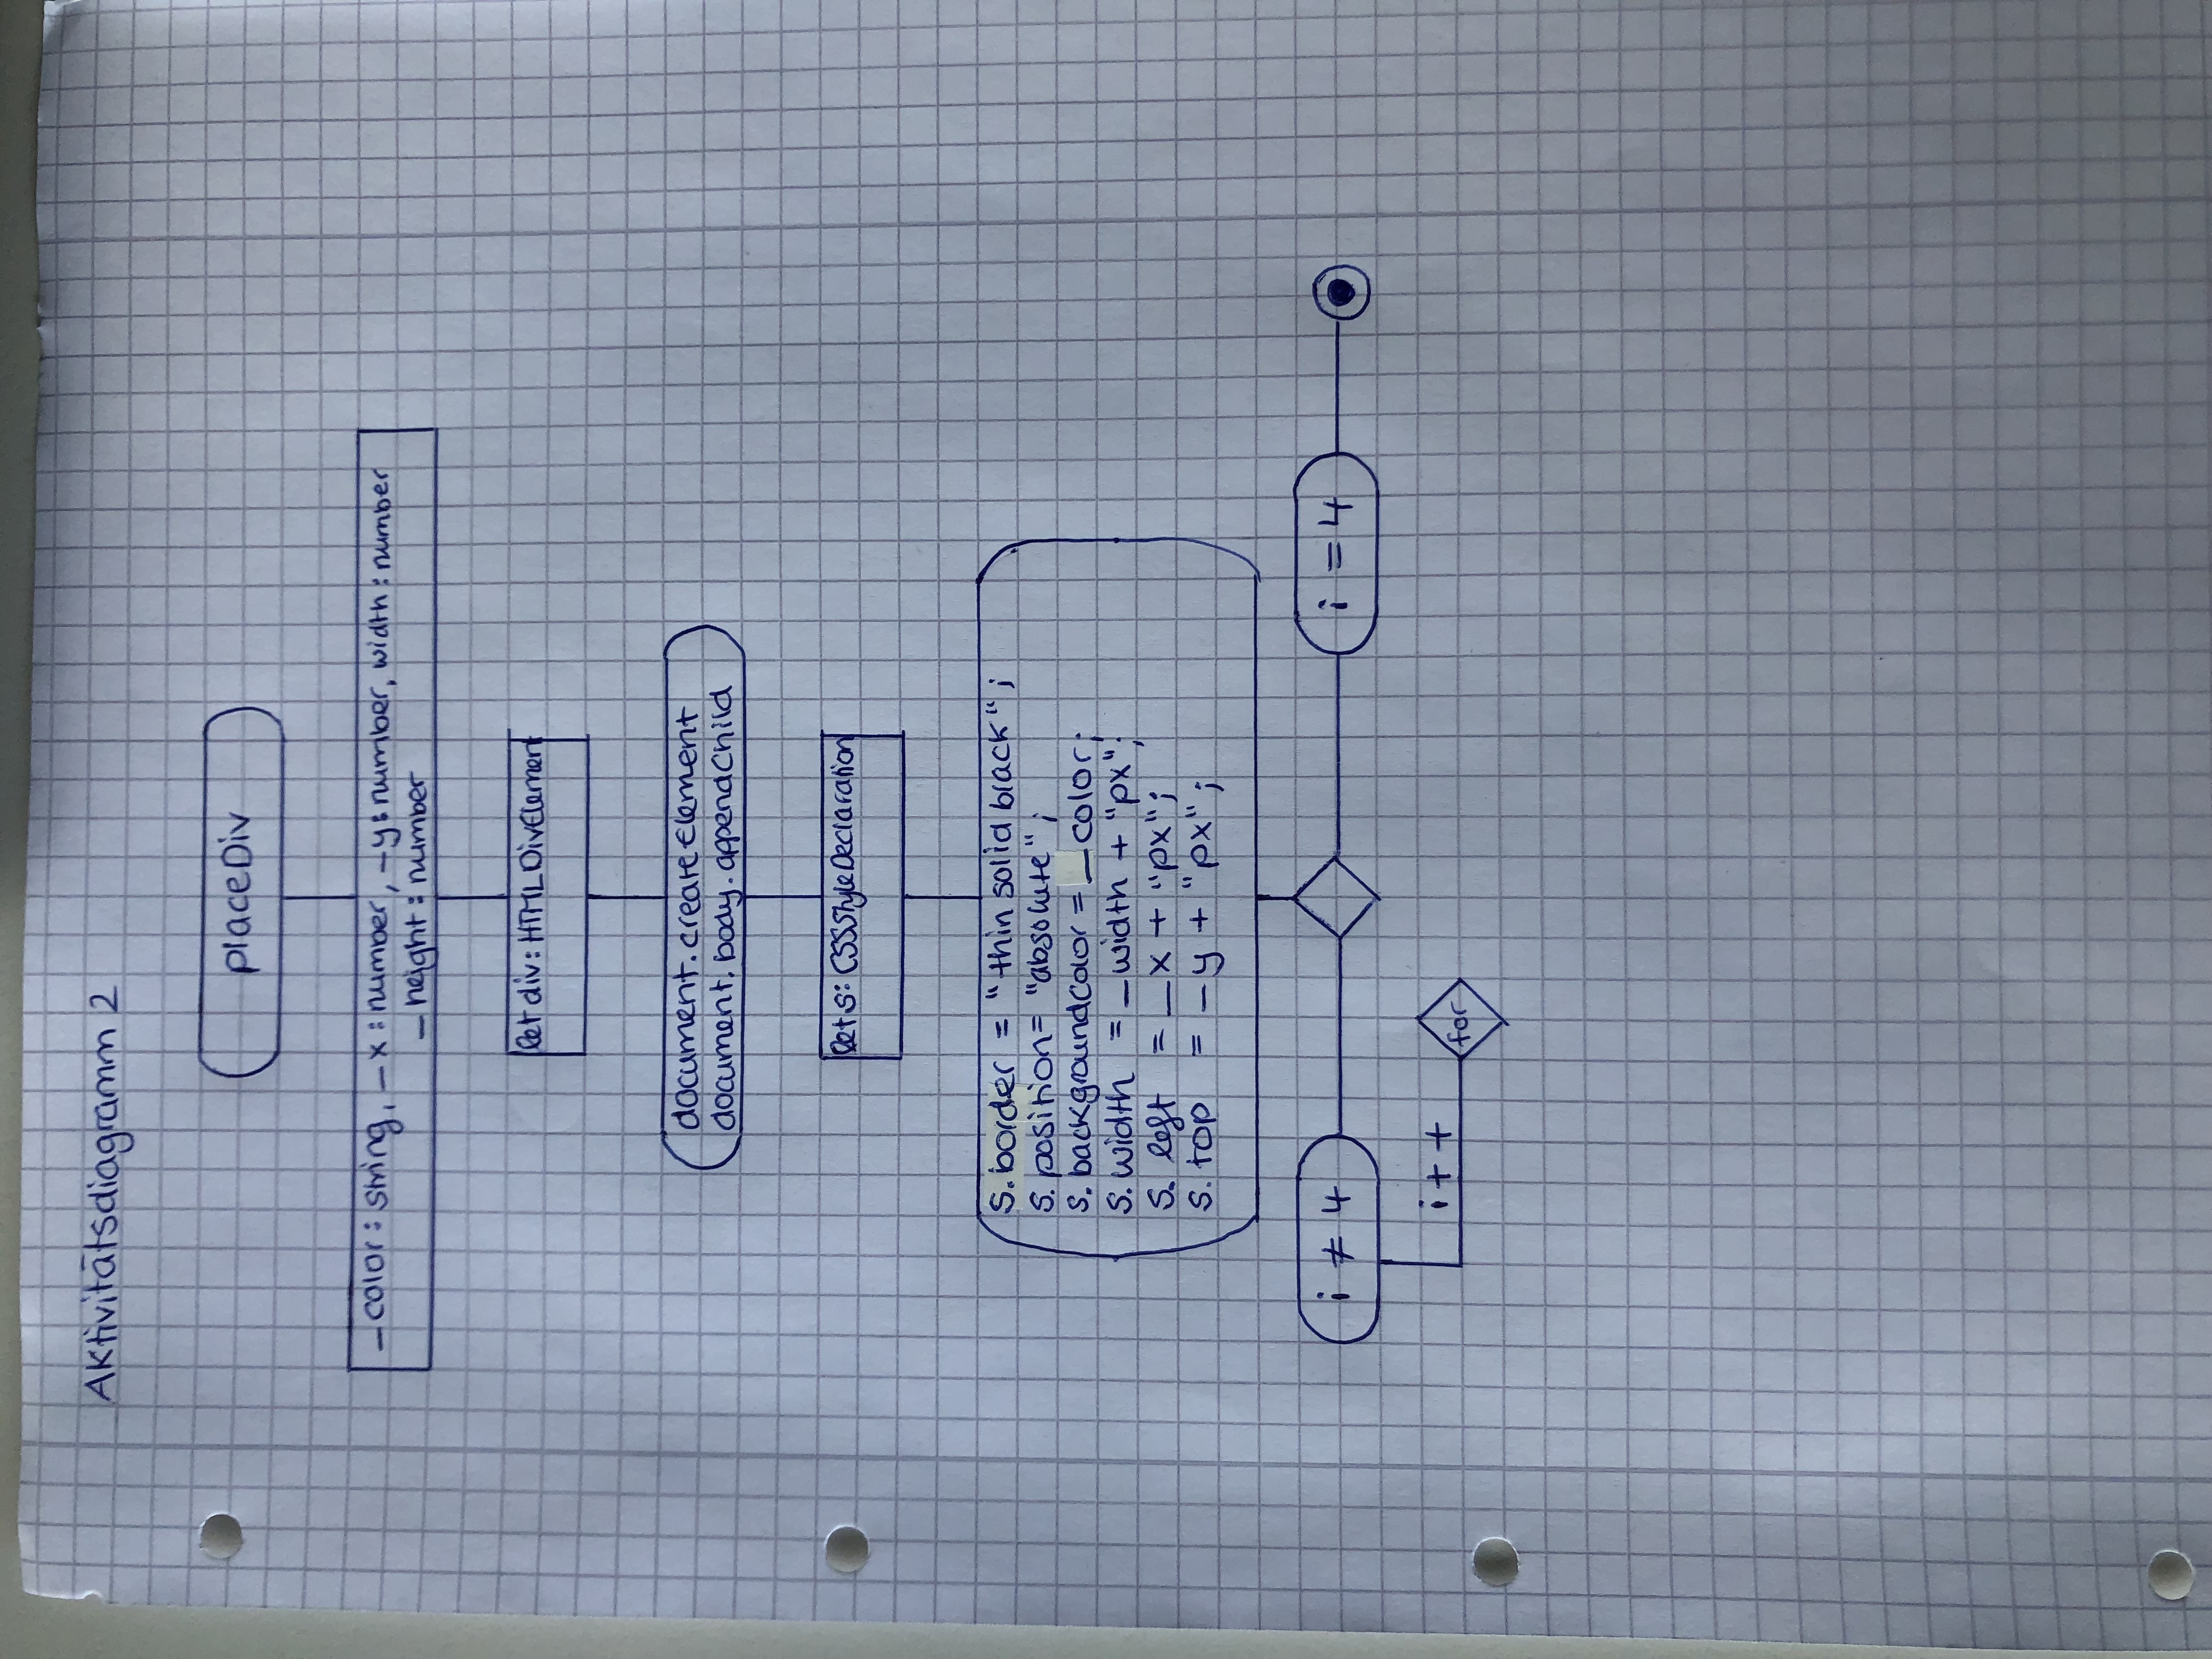 Aktivitätsdiagramm 2
placeDiv
_color: string, _x: number, _y: number, width: number
_height: number
let div: HTMLDivElement
document.createElement
document.body.appendChild
let s: CSSStyleDeclaration
s.border = "thin solid black";
s.position = "absolute";
s.backgroundcolor = _color;
s.width = _width + "px";
s.left = _x + "px";
s.top = _y + "px";
i ≠ 4
i = 4
i++
for